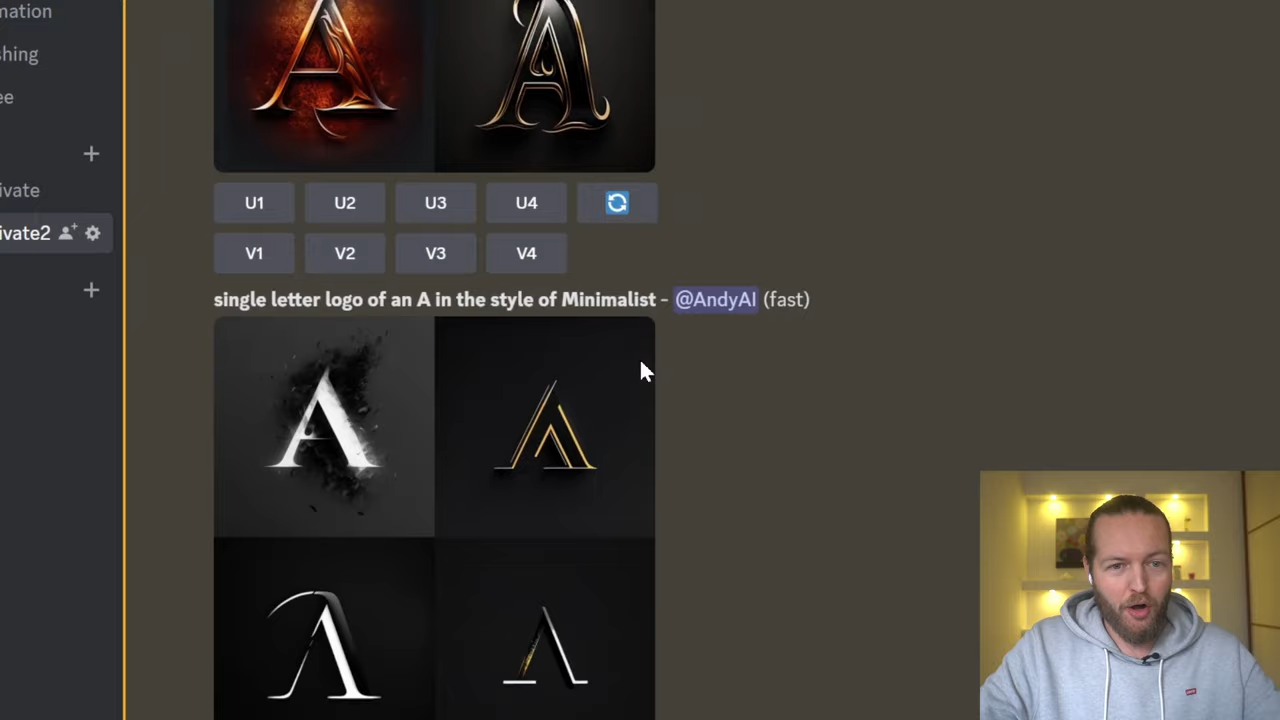 mation
shing
ee
ivate
ivate2
A
A
U1 U2 U3 U4
V1 V2 V3 V4
single letter logo of an A in the style of Minimalist - @AndyAI (fast)
A
A
A
A